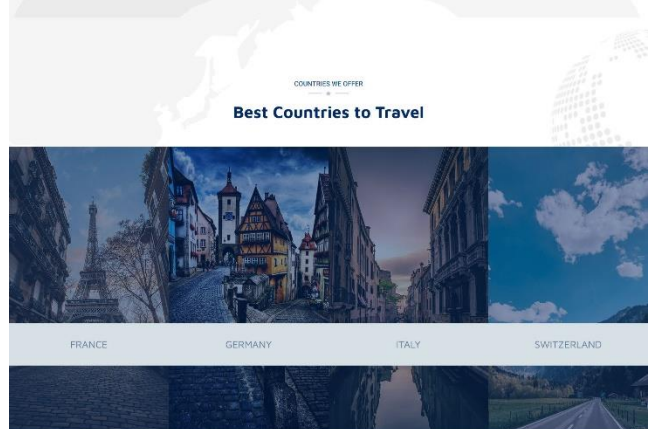 COUNTRIES WE OFFER
Best Countries to Travel
FRANCE
GERMANY
ITALY
SWITZERLAND